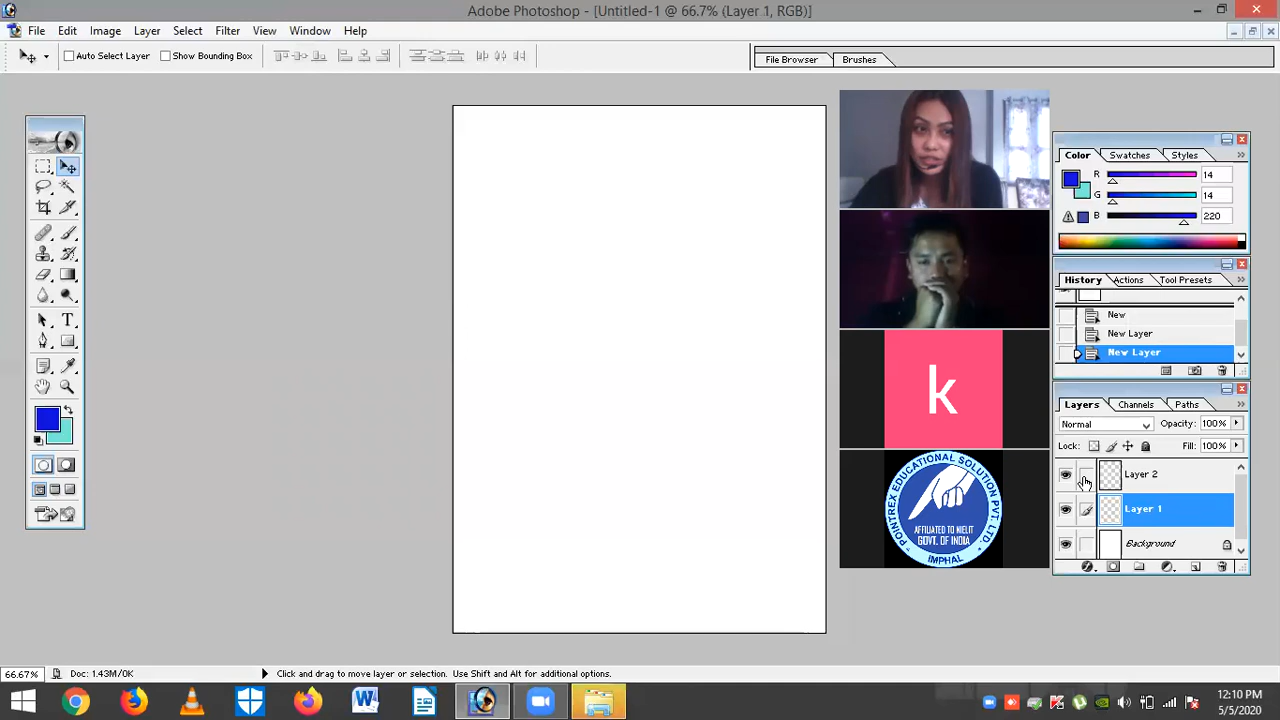 Adobe Photoshop - [Untitled-1 @ 66.7% (Layer 1, RGB)]
File Edit Image Layer Select Filter View Window Help
Auto Select Layer Show Bounding Box
File Browser Brushes
Color Swatches Styles
R 14
G 14
B 220
History Actions Tool Presets
New
New Layer
New Layer
Layers Channels Paths
Normal Opacity: 100%
Lock: Fill: 100%
Layer 2
Layer 1
Background
k
POINTREX EDUCATIONAL SOLUTION PVT. LTD.
AFFILIATED TO NIELIT
GOVT. OF INDIA
IMPHAL
66.67% Doc: 1.43M/0K Click and drag to move layer or selection. Use Shift and Alt for additional options.
12:10 PM
5/5/2020